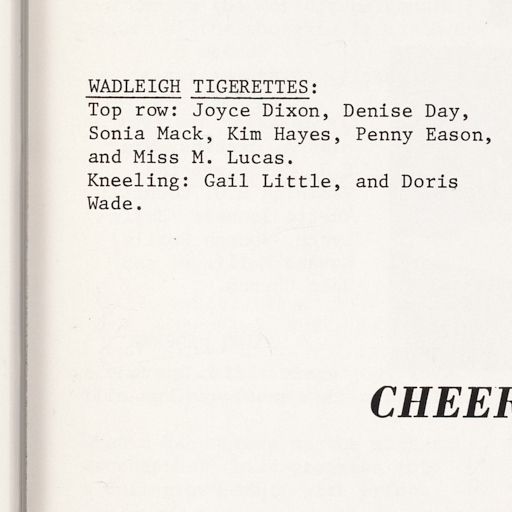 WADLEIGH TIGERETTES:
Top row: Joyce Dixon, Denise Day,
Sonia Mack, Kim Hayes, Penny Eason,
and Miss M. Lucas.
Kneeling: Gail Little, and Doris
Wade.
CHEER